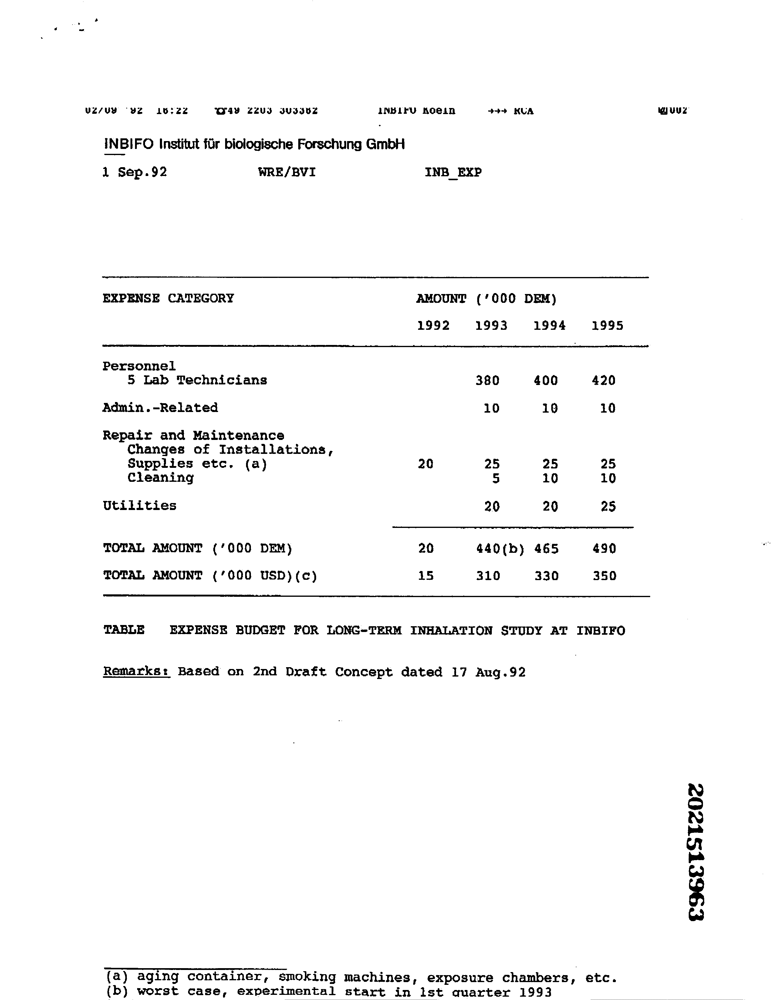 02/09 '92 16:22 ☎49 2203 303362 INBIFO Koeln +++ RCA 002
INBIFO Institut für biologische Forschung GmbH
1 Sep.92 WRE/BVI INB_EXP
EXPENSE CATEGORY AMOUNT ('000 DEM)
1992 1993 1994 1995
Personnel
5 Lab Technicians 380 400 420
Admin.-Related 10 10 10
Repair and Maintenance
Changes of Installations,
Supplies etc. (a) 20 25 25 25
Cleaning 5 10 10
Utilities 20 20 25
TOTAL AMOUNT ('000 DEM) 20 440(b) 465 490
TOTAL AMOUNT ('000 USD)(c) 15 310 330 350
TABLE EXPENSE BUDGET FOR LONG-TERM INHALATION STUDY AT INBIFO
Remarks: Based on 2nd Draft Concept dated 17 Aug.92
2021513963
(a) aging container, smoking machines, exposure chambers, etc.
(b) worst case, experimental start in 1st quarter 1993